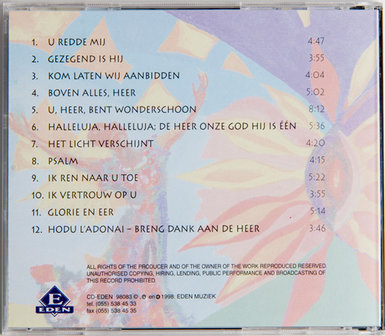 1. U REDDE MIJ 4:47
2. GEZEGEND IS HIJ 3:55
3. KOM LATEN WIJ AANBIDDEN 4:04
4. BOVEN ALLES, HEER 5:02
5. U, HEER, BENT WONDERSCHOON 8:12
6. HALLELUJA, HALLELUJA; DE HEER ONZE GOD HIJ IS ÉÉN 5:36
7. HET LICHT VERSCHIJNT 4:20
8. PSALM 4:15
9. IK REN NAAR U TOE 5:22
10. IK VERTROUW OP U 3:55
11. GLORIE EN EER 5:14
12. HODU L'ADONAI – BRENG DANK AAN DE HEER 3:46
ALL RIGHTS OF THE PRODUCER AND OF THE OWNER OF THE WORK REPRODUCED RESERVED.
UNAUTHORISED COPYING, HIRING, LENDING, PUBLIC PERFORMANCE AND BROADCASTING OF
THIS RECORD PROHIBITED.
E
EDEN
CD-EDEN 98083 © ℗ en 1998 EDEN MUZIEK
tel. (055) 538 45 33
fax (055) 538 45 35